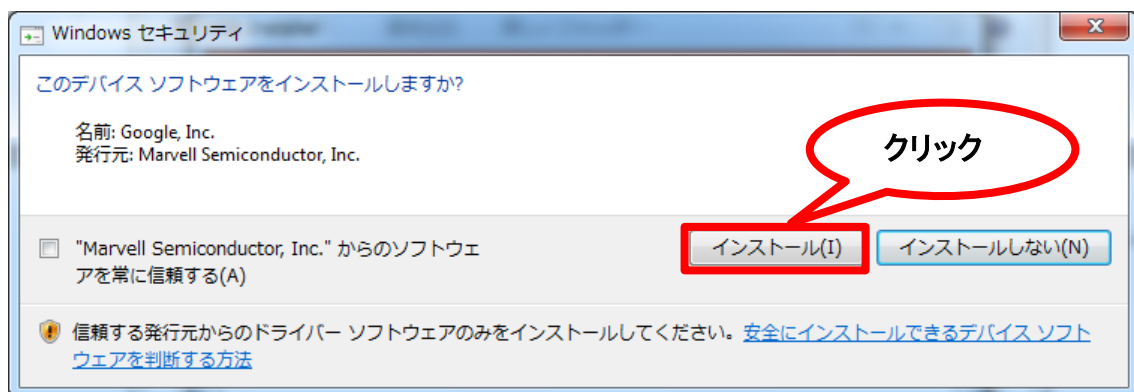 Windows セキュリティ
このデバイス ソフトウェアをインストールしますか?
名前: Google, Inc.
発行元: Marvell Semiconductor, Inc.
クリック
"Marvell Semiconductor, Inc." からのソフトウェ
アを常に信頼する(A)
インストール(I)
インストールしない(N)
信頼する発行元からのドライバー ソフトウェアのみをインストールしてください。安全にインストールできるデバイス ソフト
ウェアを判断する方法